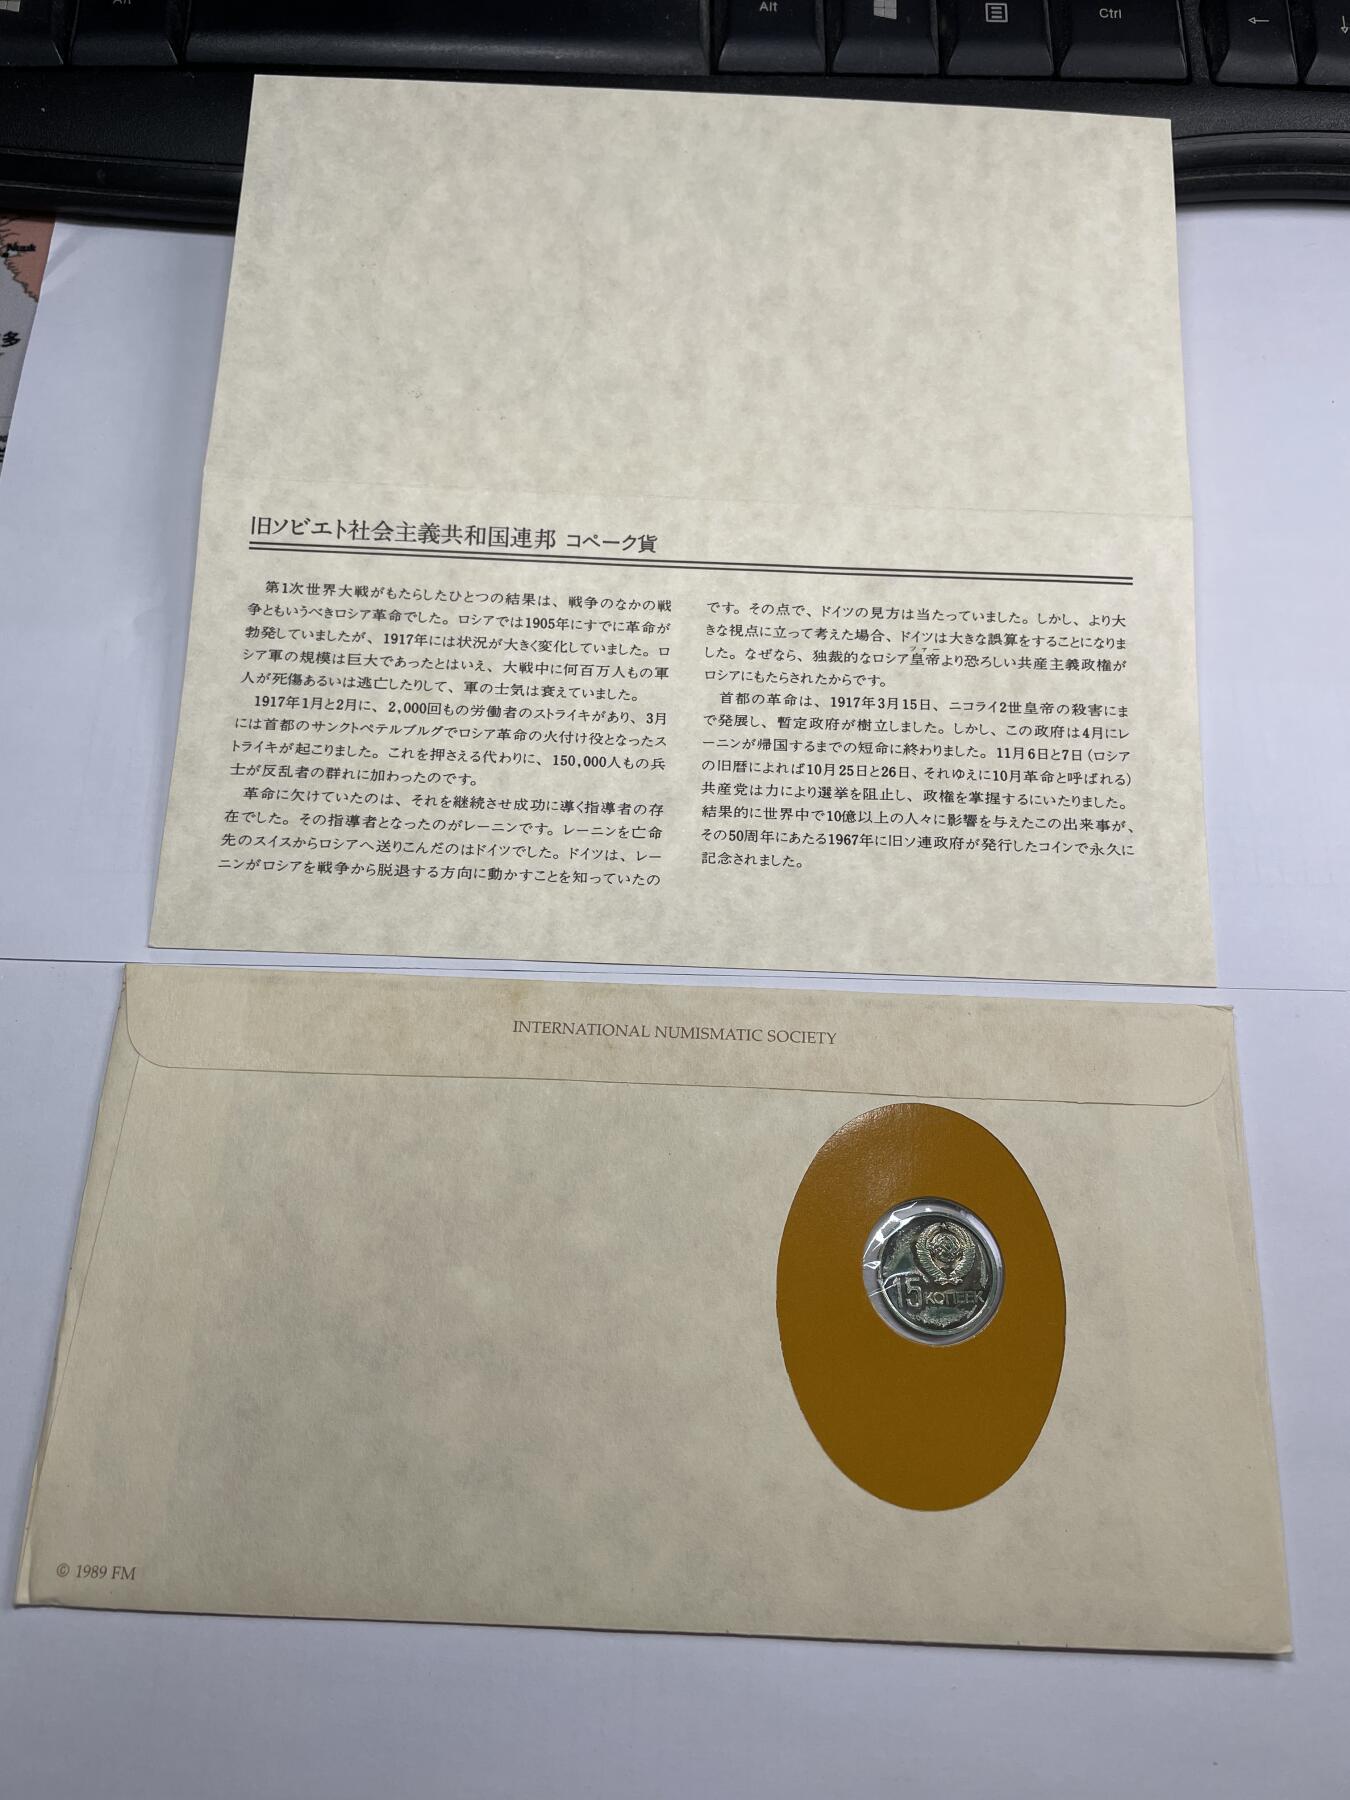 Alt
Ctrl
Nuuk
多
旧ソビエト社会主義共和国連邦 コペーク貨
第1次世界大戦がもたらしたひとつの結果は、戦争のなかの戦
争ともいうべきロシア革命でした。ロシアでは1905年にすでに革命が
勃発していましたが、1917年には状況が大きく変化していました。ロ
シア軍の規模は巨大であったとはいえ、大戦中に何百万人もの軍
人が死傷あるいは逃亡したりして、軍の士気は衰えていました。
1917年1月と2月に、2,000回もの労働者のストライキがあり、3月
には首都のサンクトペテルブルグでロシア革命の火付け役となったス
トライキが起こりました。これを押さえる代わりに、150,000人もの兵
士が反乱者の群れに加わったのです。
革命に欠けていたのは、それを継続させ成功に導く指導者の存
在でした。その指導者となったのがレーニンです。レーニンを亡命
先のスイスからロシアへ送りこんだのはドイツでした。ドイツは、レー
ニンがロシアを戦争から脱退する方向に動かすことを知っていたの
です。その点で、ドイツの見方は当たっていました。しかし、より大
きな視点に立って考えた場合、ドイツは大きな誤算をすることになりま
ツァー
した。なぜなら、独裁的なロシア皇帝より恐ろしい共産主義政権が
ロシアにもたらされたからです。
首都の革命は、1917年3月15日、ニコライ2世皇帝の殺害にま
で発展し、暫定政府が樹立しました。しかし、この政府は4月にレ
ーニンが帰国するまでの短命に終わりました。11月6日と7日(ロシア
の旧暦によれば10月25日と26日、それゆえに10月革命と呼ばれる)
共産党は力により選挙を阻止し、政権を掌握するにいたりました。
結果的に世界中で10億以上の人々に影響を与えたこの出来事が、
その50周年にあたる1967年に旧ソ連政府が発行したコインで永久に
記念されました。
INTERNATIONAL NUMISMATIC SOCIETY
15 КОПЕЕК
© 1989 FM